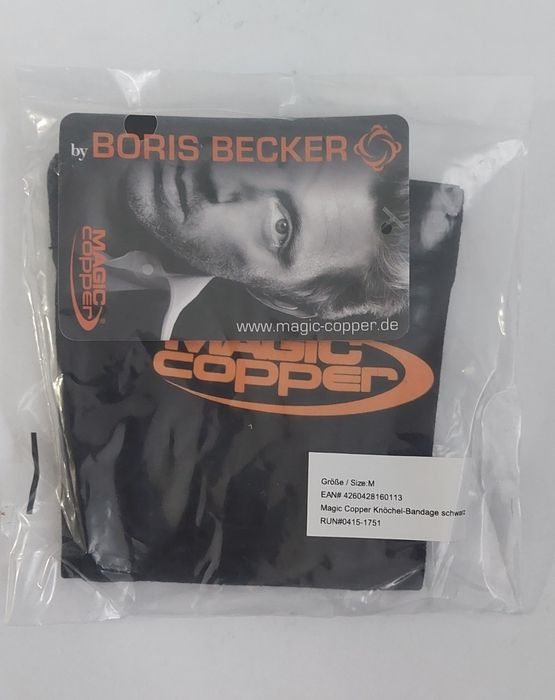 by BORIS BECKER
MAGIC
COPPER
www.magic-copper.de
MAGIC
COPPER
Größe / Size:M
EAN# 4260428160113
Magic Copper Knöchel-Bandage schwarz
RUN#0415-1751